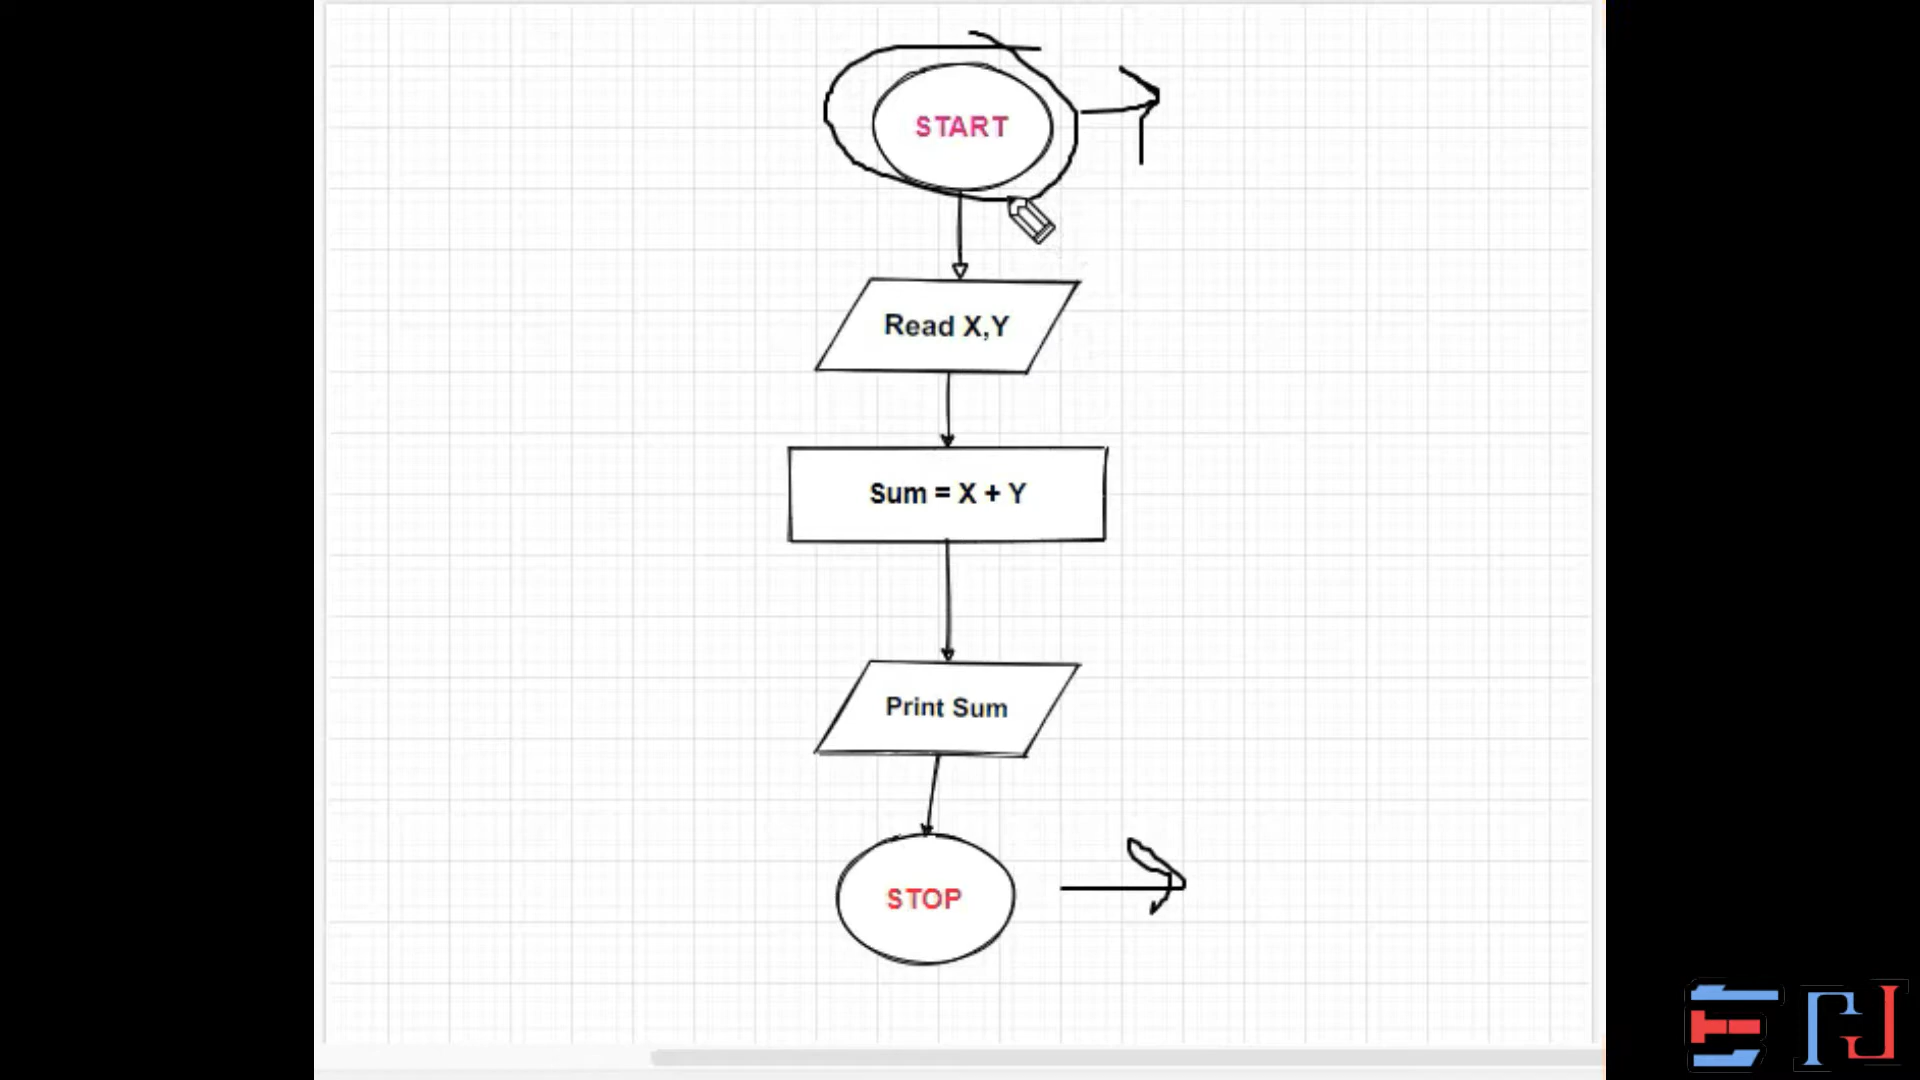 START
Read X,Y
Sum = X + Y
Print Sum
STOP